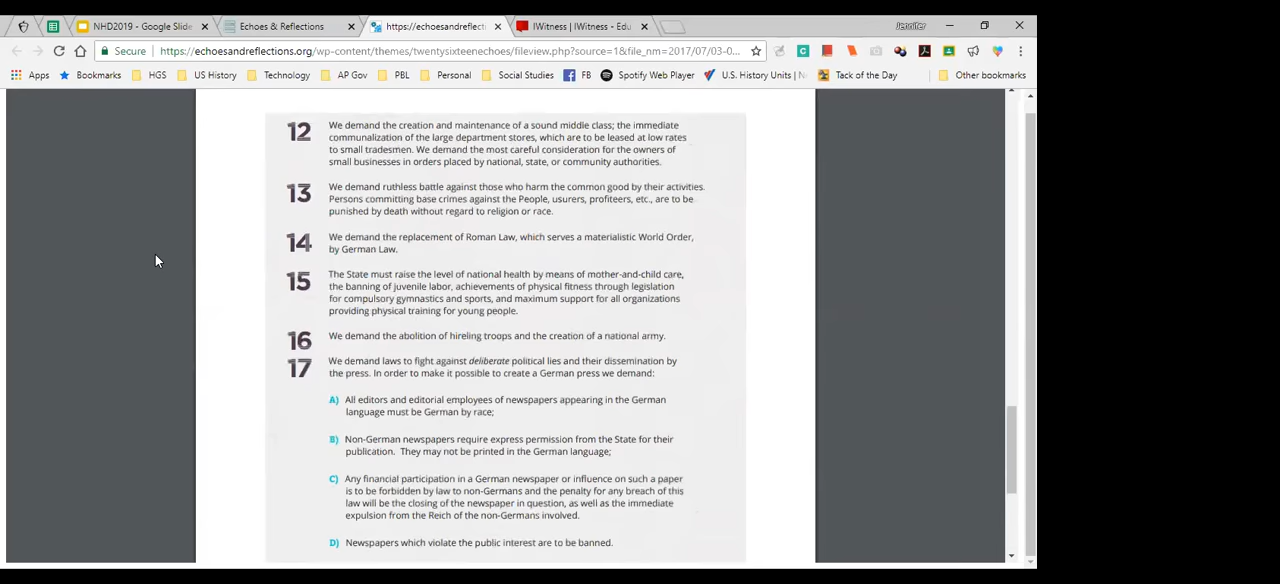 NHD2019 - Google Slide
Echoes & Reflections
https://echoesandreflect
IWitness | IWitness - Edu
Jennifer
Secure
https://echoesandreflections.org/wp-content/themes/twentysixteenechoes/fileview.php?source=1&file_nm=2017/07/03-0...
Apps
Bookmarks
HGS
US History
Technology
AP Gov
PBL
Personal
Social Studies
FB
Spotify Web Player
U.S. History Units | N
Tack of the Day
Other bookmarks
12 We demand the creation and maintenance of a sound middle class; the immediate
communalization of the large department stores, which are to be leased at low rates
to small tradesmen. We demand the most careful consideration for the owners of
small businesses in orders placed by national, state, or community authorities.
13 We demand ruthless battle against those who harm the common good by their activities.
Persons committing base crimes against the People, usurers, profiteers, etc., are to be
punished by death without regard to religion or race.
14 We demand the replacement of Roman Law, which serves a materialistic World Order,
by German Law.
15 The State must raise the level of national health by means of mother-and-child care,
the banning of juvenile labor, achievements of physical fitness through legislation
for compulsory gymnastics and sports, and maximum support for all organizations
providing physical training for young people.
16 We demand the abolition of hireling troops and the creation of a national army.
17 We demand laws to fight against deliberate political lies and their dissemination by
the press. In order to make it possible to create a German press we demand:
A) All editors and editorial employees of newspapers appearing in the German
language must be German by race;
B) Non-German newspapers require express permission from the State for their
publication. They may not be printed in the German language;
C) Any financial participation in a German newspaper or influence on such a paper
is to be forbidden by law to non-Germans and the penalty for any breach of this
law will be the closing of the newspaper in question, as well as the immediate
expulsion from the Reich of the non-Germans involved.
D) Newspapers which violate the public interest are to be banned.